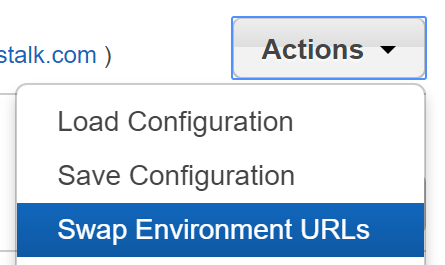 Actions
stalk.com )
Load Configuration
Save Configuration
Swap Environment URLs